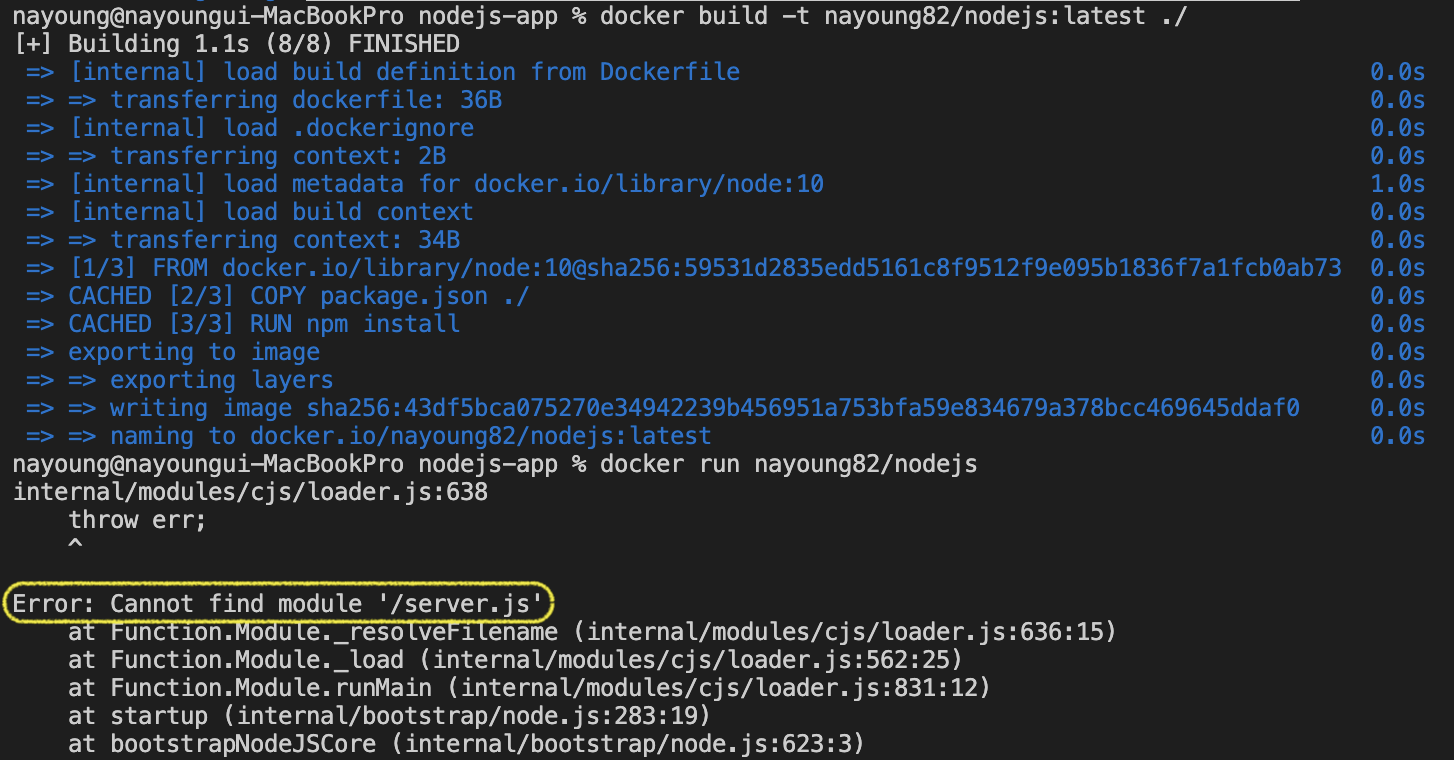 nayoung@nayoungui-MacBookPro nodejs-app % docker build -t nayoung82/nodejs:latest ./
[+] Building 1.1s (8/8) FINISHED
=> [internal] load build definition from Dockerfile 0.0s
=> => transferring dockerfile: 36B 0.0s
=> [internal] load .dockerignore 0.0s
=> => transferring context: 2B 0.0s
=> [internal] load metadata for docker.io/library/node:10 1.0s
=> [internal] load build context 0.0s
=> => transferring context: 34B 0.0s
=> [1/3] FROM docker.io/library/node:10@sha256:59531d2835edd5161c8f9512f9e095b1836f7a1fcb0ab73 0.0s
=> CACHED [2/3] COPY package.json ./ 0.0s
=> CACHED [3/3] RUN npm install 0.0s
=> exporting to image 0.0s
=> => exporting layers 0.0s
=> => writing image sha256:43df5bca075270e34942239b456951a753bfa59e834679a378bcc469645ddaf0 0.0s
=> => naming to docker.io/nayoung82/nodejs:latest 0.0s
nayoung@nayoungui-MacBookPro nodejs-app % docker run nayoung82/nodejs
internal/modules/cjs/loader.js:638
    throw err;
    ^
Error: Cannot find module '/server.js'
    at Function.Module._resolveFilename (internal/modules/cjs/loader.js:636:15)
    at Function.Module._load (internal/modules/cjs/loader.js:562:25)
    at Function.Module.runMain (internal/modules/cjs/loader.js:831:12)
    at startup (internal/bootstrap/node.js:283:19)
    at bootstrapNodeJSCore (internal/bootstrap/node.js:623:3)